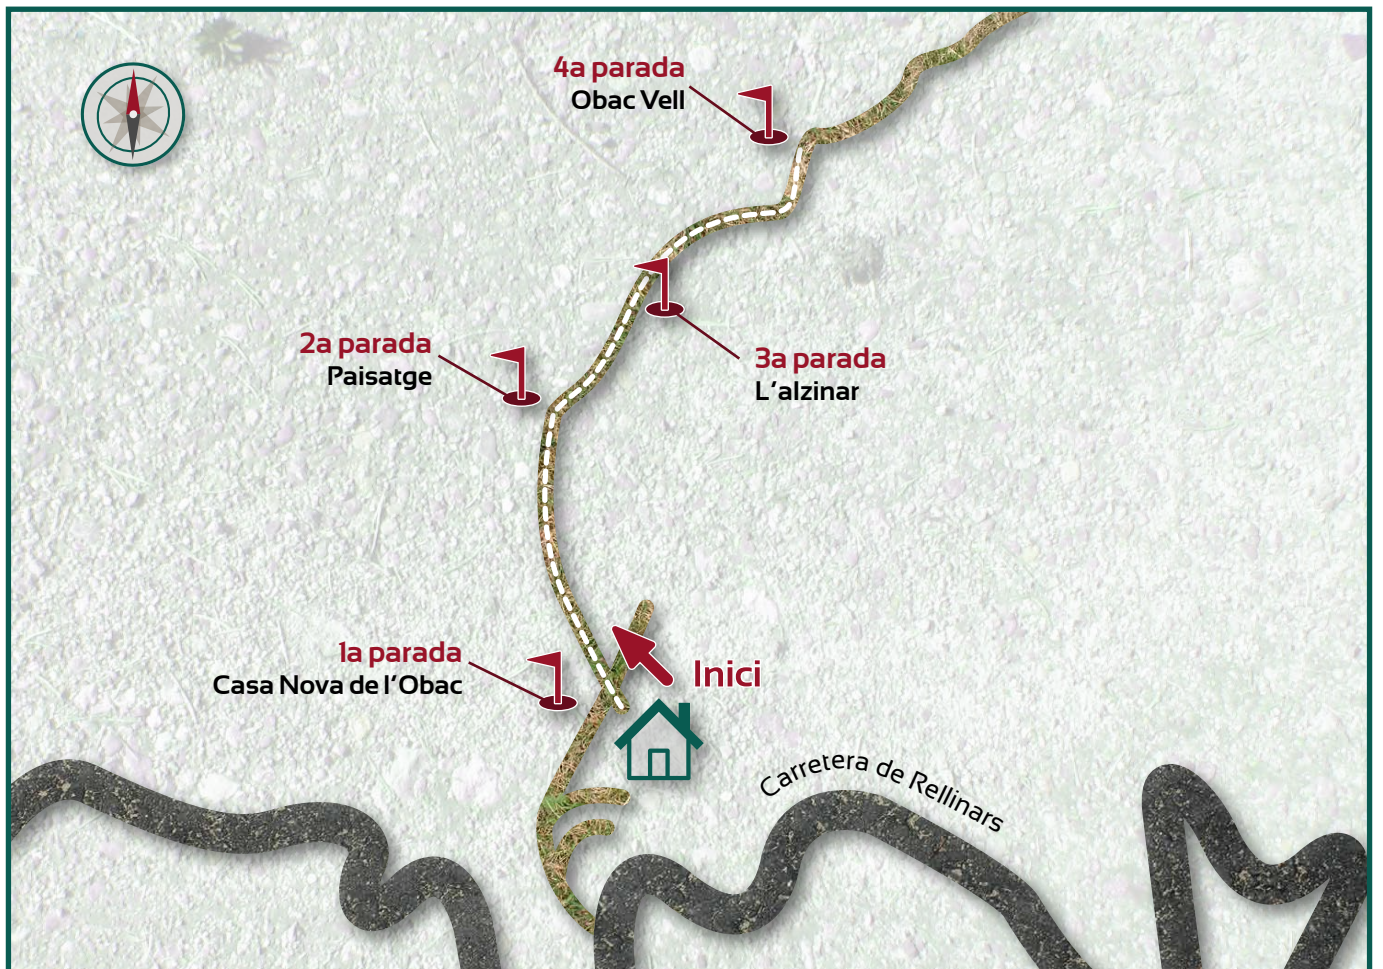 4a parada
Obac Vell
2a parada
Paisatge
3a parada
L'alzinar
1a parada
Casa Nova de l'Obac
Inici
Carretera de Rellinars